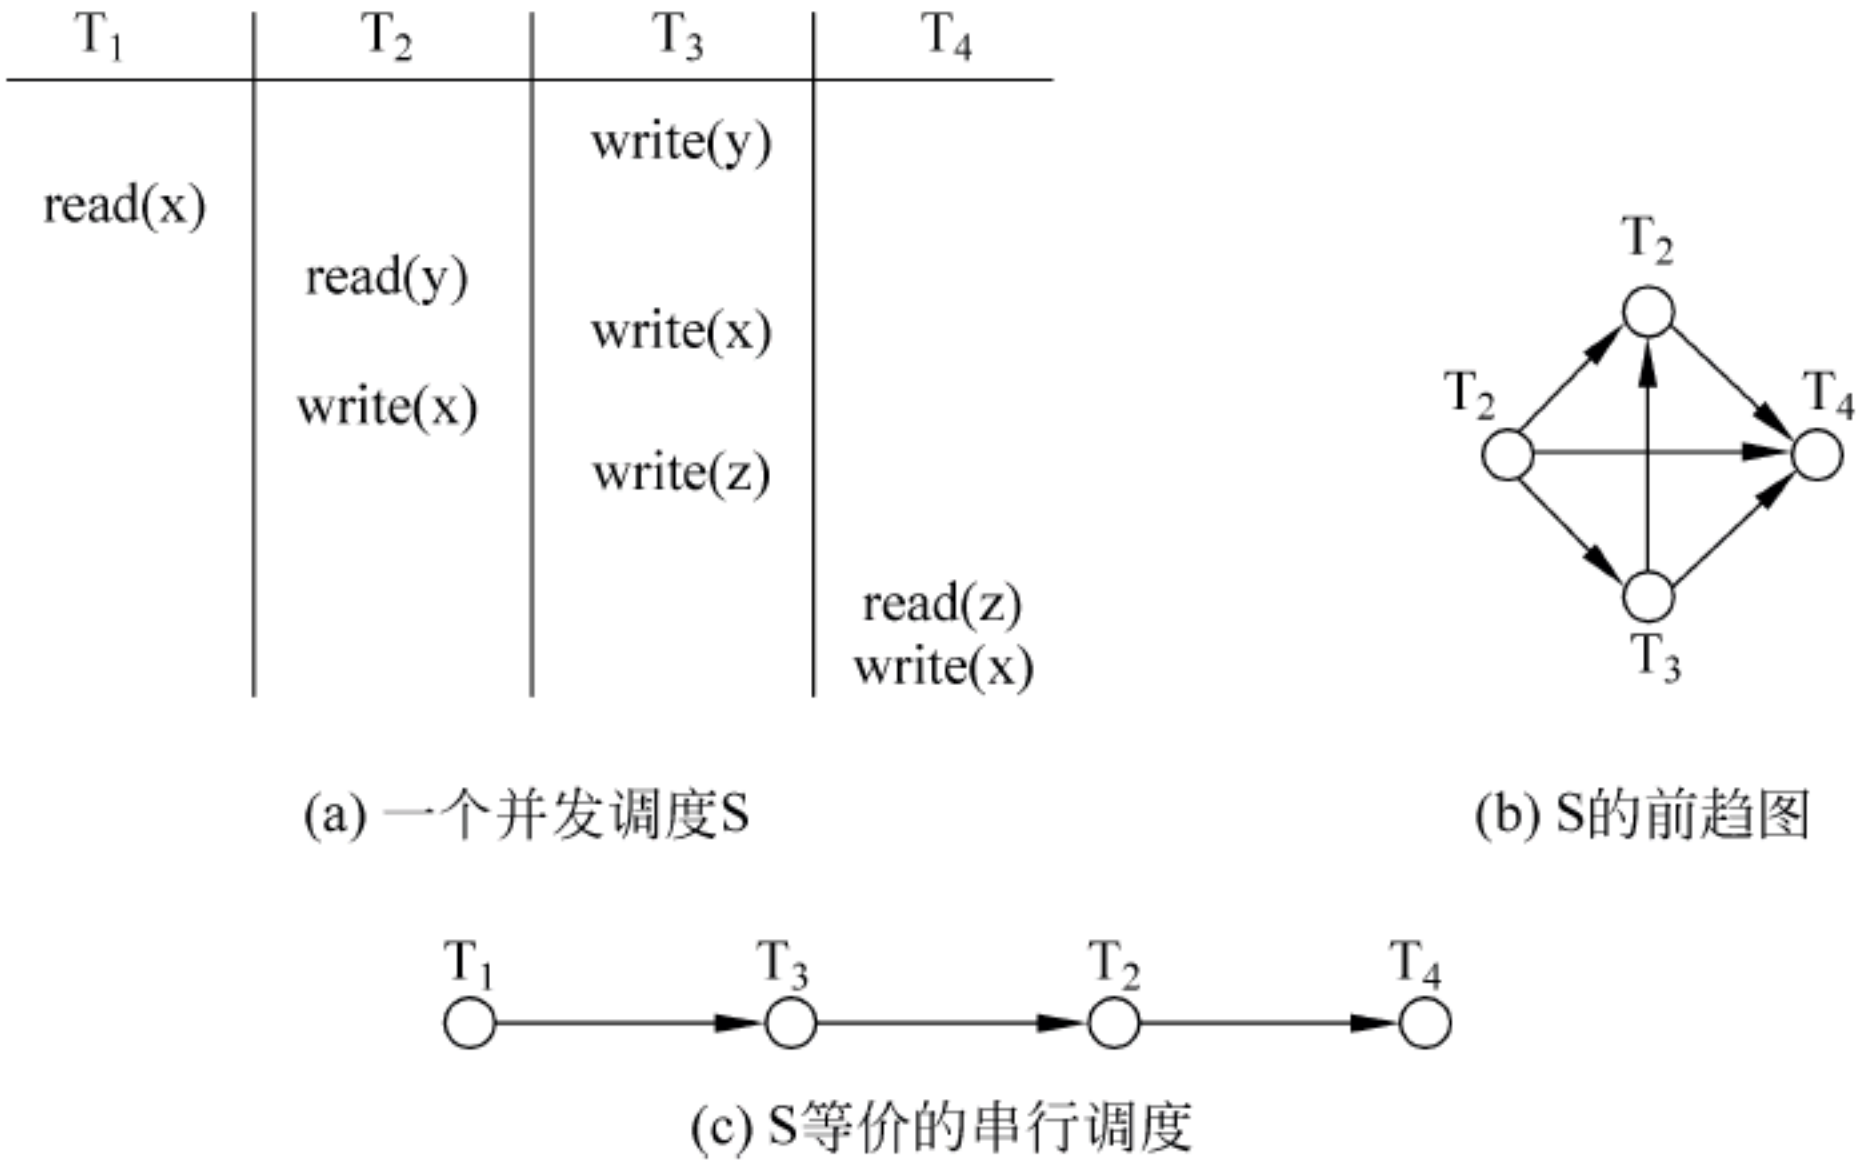 T₁ T₂ T₃ T₄
write(y)
read(x)
read(y)
write(x)
write(x)
write(z)
read(z)
write(x)
(a) 一个并发调度S
T₂
T₂
T₄
T₃
(b) S的前趋图
T₁ T₃ T₂ T₄
(c) S等价的串行调度